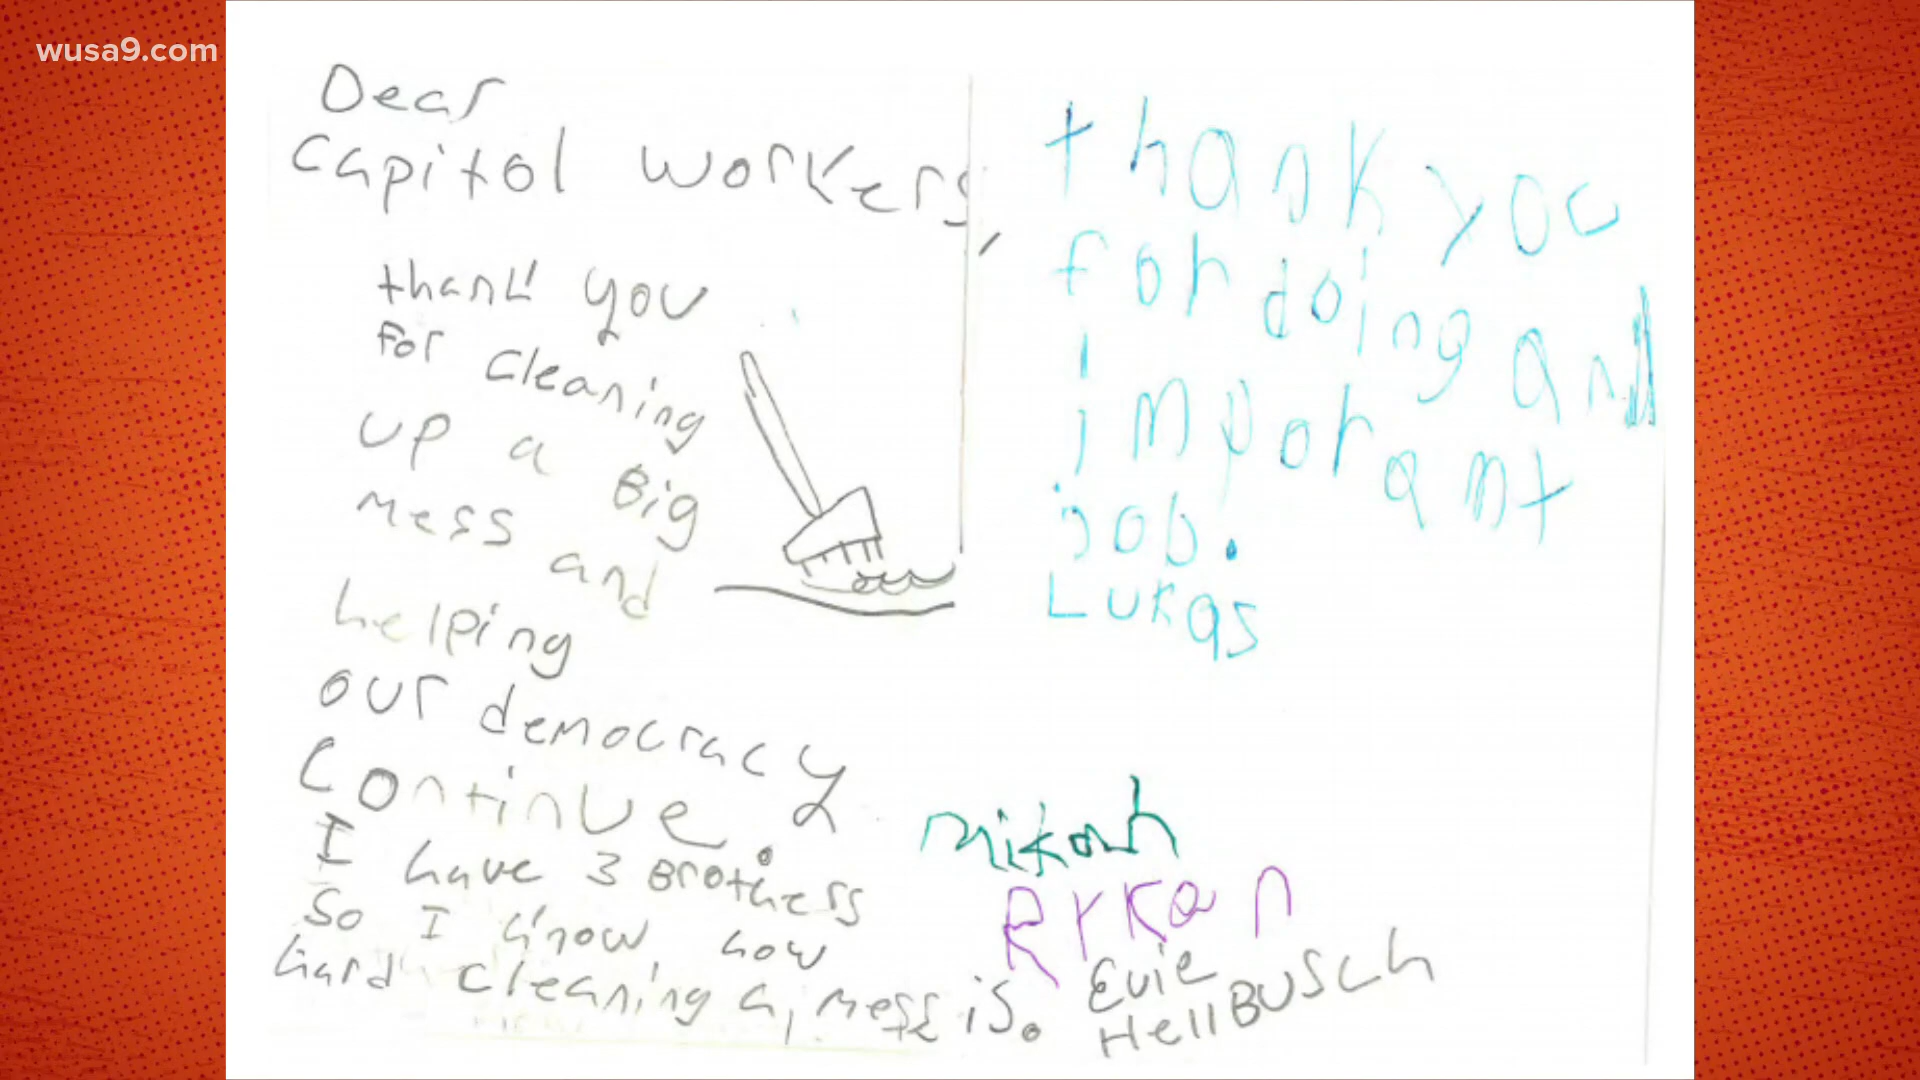 wusa9.com
Dear
Capitol workers,
thank you
for cleaning
up a Big
mess and
helping
our democracy
Continue.
I have 3 Brothers
So I know, how
hard cleaning a, mess is.
thank you
for doing and
important
job.
Lukas
mikah
Rykan
Evie
HellBUSch